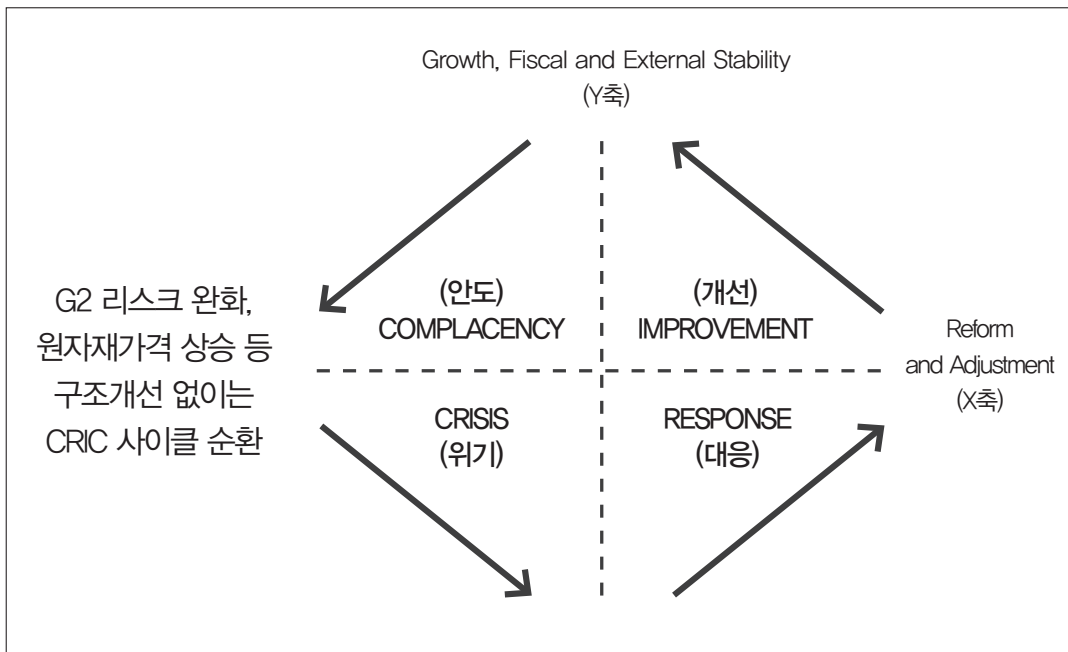 Growth, Fiscal and External Stability
(Y축)
G2 리스크 완화,
원자재가격 상승 등
구조개선 없이는
CRIC 사이클 순환
(안도)
COMPLACENCY
(개선)
IMPROVEMENT
Reform
and Adjustment
(X축)
CRISIS
(위기)
RESPONSE
(대응)